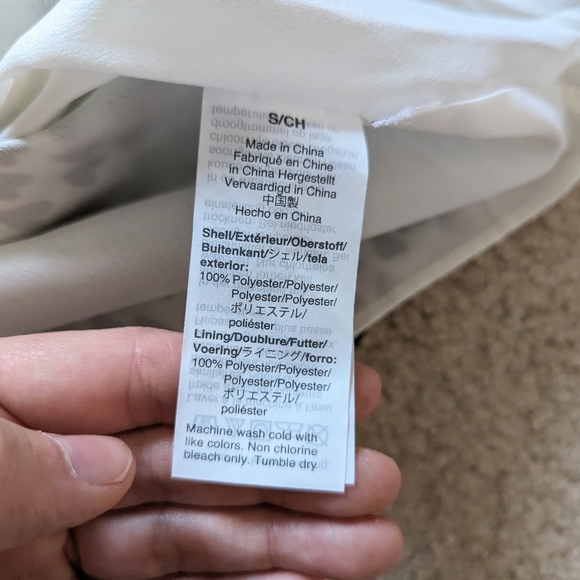 S/CH
Made in China
Fabriqué en Chine
in China Hergestellt
Vervaardigd in China
中国製
Hecho en China
Shell/Extérieur/Oberstoff/
Buitenkant/シェル/tela
exterior:
100% Polyester/Polyester/
Polyester/Polyester/
ポリエステル/
poliéster
Lining/Doublure/Futter/
Voering/ライニング/forro:
100% Polyester/Polyester/
Polyester/Polyester/
ポリエステル/
poliéster
Machine wash cold with
like colors. Non chlorine
bleach only. Tumble dry